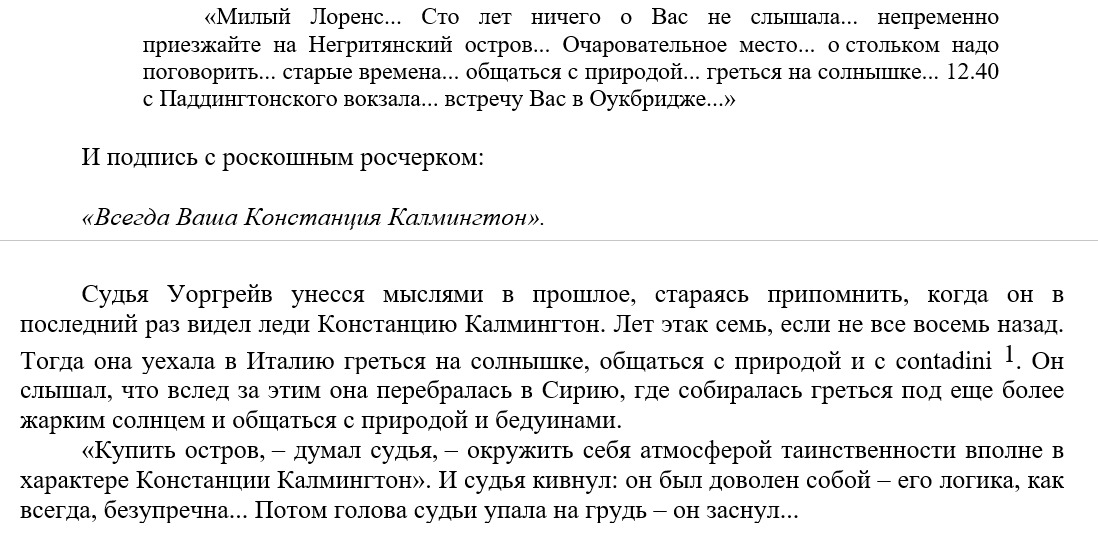 «Милый Лоренс... Сто лет ничего о Вас не слышала... непременно
приезжайте на Негритянский остров... Очаровательное место... о стольком надо
поговорить... старые времена... общаться с природой... греться на солнышке... 12.40
с Паддингтонского вокзала... встречу Вас в Оукбридже...»
И подпись с роскошным росчерком:
«Всегда Ваша Констанция Калмингтон».
Судья Уоргрейв унесся мыслями в прошлое, стараясь припомнить, когда он в
последний раз видел леди Констанцию Калмингтон. Лет этак семь, если не все восемь назад.
Тогда она уехала в Италию греться на солнышке, общаться с природой и с contadini 1. Он
слышал, что вслед за этим она перебралась в Сирию, где собиралась греться под еще более
жарким солнцем и общаться с природой и бедуинами.
«Купить остров, – думал судья, – окружить себя атмосферой таинственности вполне в
характере Констанции Калмингтон». И судья кивнул: он был доволен собой – его логика, как
всегда, безупречна... Потом голова судьи упала на грудь – он заснул...